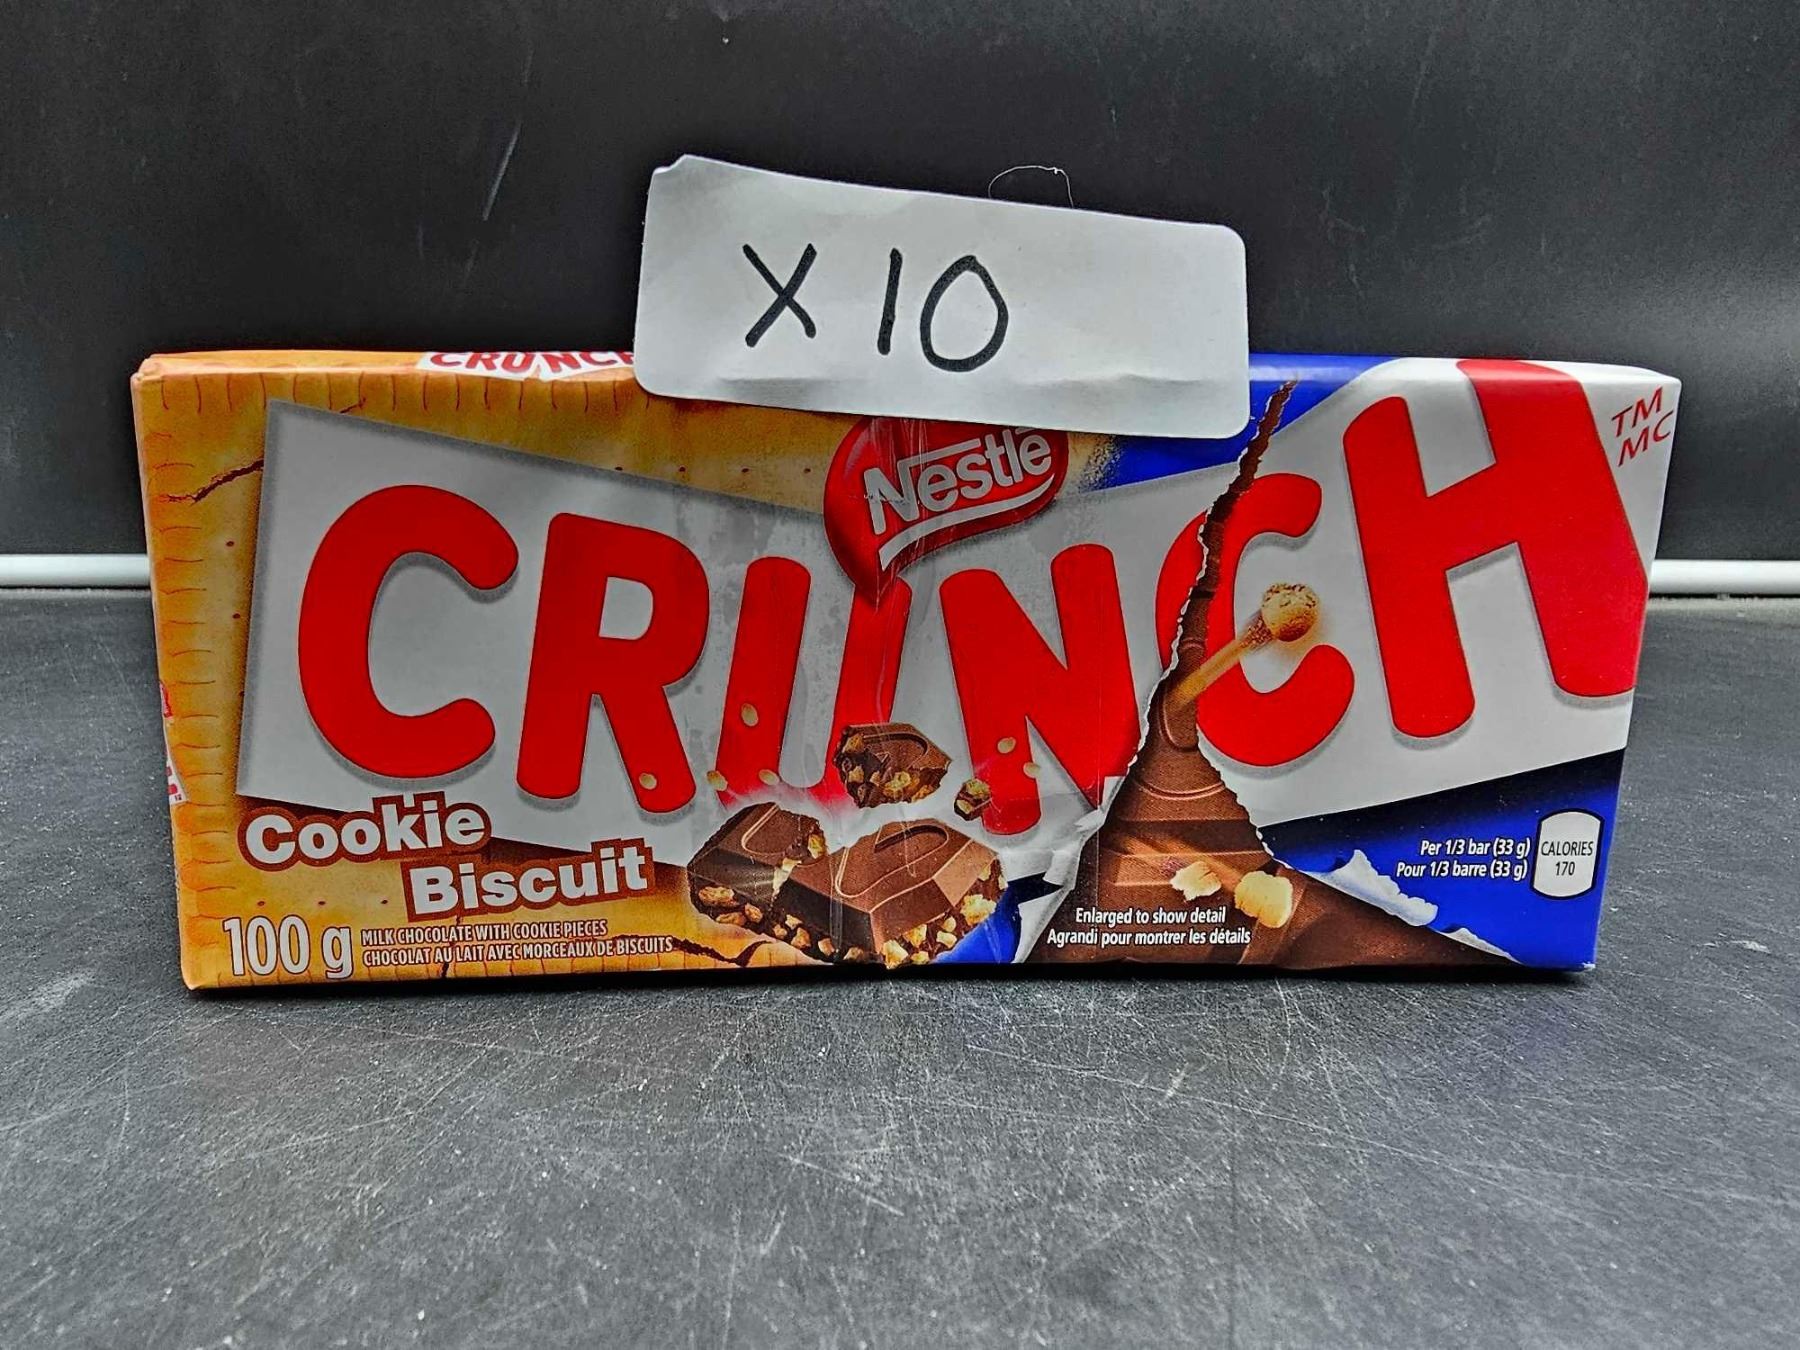 X 10
CRUNCH
Nestlé
CRUNCH
TM
MC
Cookie
Biscuit
100 g
MILK CHOCOLATE WITH COOKIE PIECES
CHOCOLAT AU LAIT AVEC MORCEAUX DE BISCUITS
Enlarged to show detail
Agrandi pour montrer les détails
Per 1/3 bar (33 g)
Pour 1/3 barre (33 g)
CALORIES
170